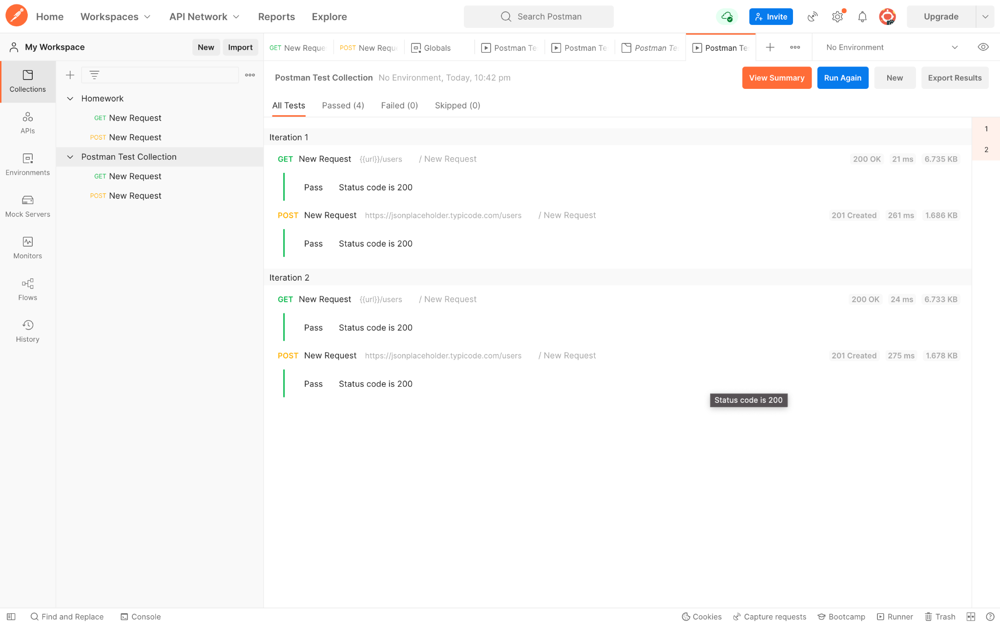 Home Workspaces API Network Reports Explore Search Postman Invite Upgrade
My Workspace New Import GET New Reque POST New Requ Globals Postman Te Postman Te Postman Te Postman Te No Environment
Collections
APIs
Environments
Mock Servers
Monitors
Flows
History
Homework
GET New Request
POST New Request
Postman Test Collection
GET New Request
POST New Request
Postman Test Collection No Environment, Today, 10:42 pm View Summary Run Again New Export Results
All Tests Passed (4) Failed (0) Skipped (0)
1
2
Iteration 1
GET New Request {{url}}/users / New Request 200 OK 21 ms 6.735 KB
Pass Status code is 200
POST New Request https://jsonplaceholder.typicode.com/users / New Request 201 Created 261 ms 1.686 KB
Pass Status code is 200
Iteration 2
GET New Request {{url}}/users / New Request 200 OK 24 ms 6.733 KB
Pass Status code is 200
POST New Request https://jsonplaceholder.typicode.com/users / New Request 201 Created 275 ms 1.678 KB
Pass Status code is 200
Status code is 200
Find and Replace Console Cookies Capture requests Bootcamp Runner Trash